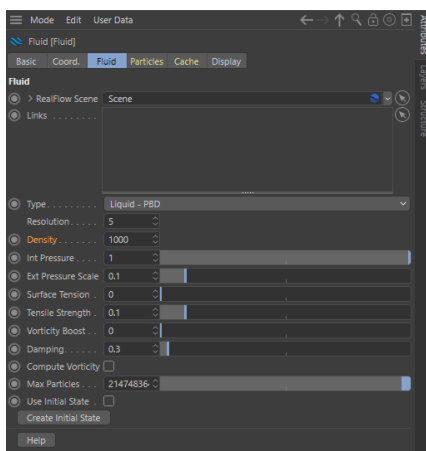 Mode Edit User Data
Fluid [Fluid]
Basic Coord. Fluid Particles Cache Display
Fluid
> RealFlow Scene Scene
Links . . . . . . . .
Type. . . . . . . . . Liquid - PBD
Resolution. . . . . 5
Density. . . . . . . 1000
Int Pressure . . . . 1
Ext Pressure Scale 0.1
Surface Tension . 0
Tensile Strength . 0.1
Vorticity Boost . . 0
Damping. . . . . . 0.3
Compute Vorticity
Max Particles . . . 21474836
Use Initial State .
Create Initial State
Help
Attributes
Layers
Structure